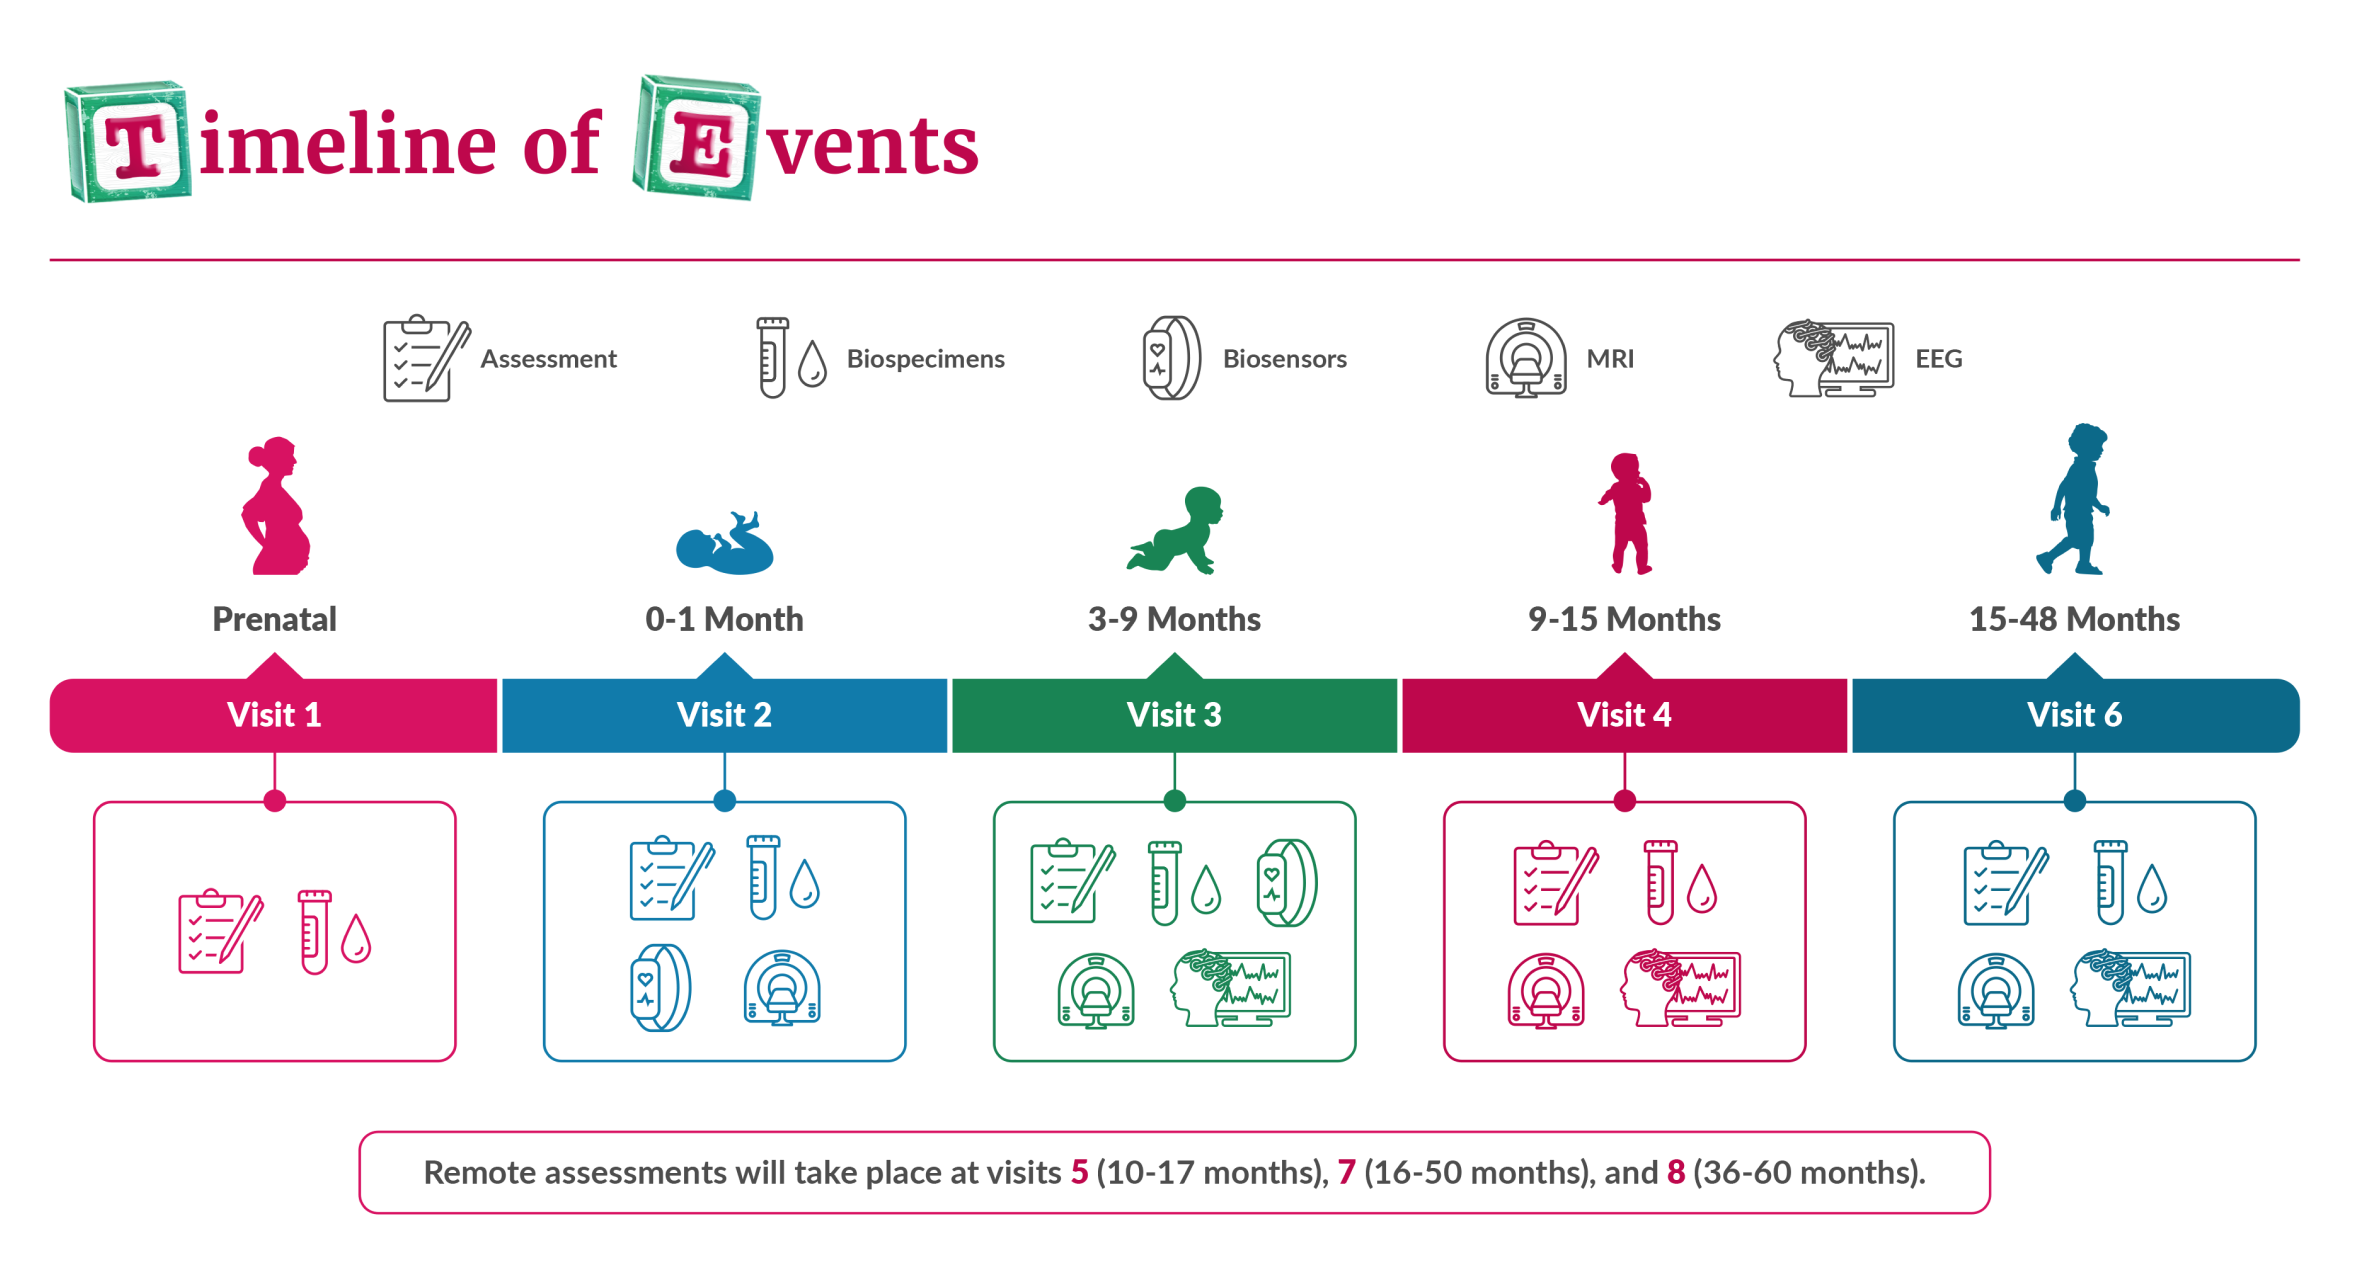 Timeline of Events
Assessment
Biospecimens
Biosensors
MRI
EEG
Prenatal
0-1 Month
3-9 Months
9-15 Months
15-48 Months
Visit 1
Visit 2
Visit 3
Visit 4
Visit 6
Remote assessments will take place at visits 5 (10-17 months), 7 (16-50 months), and 8 (36-60 months).